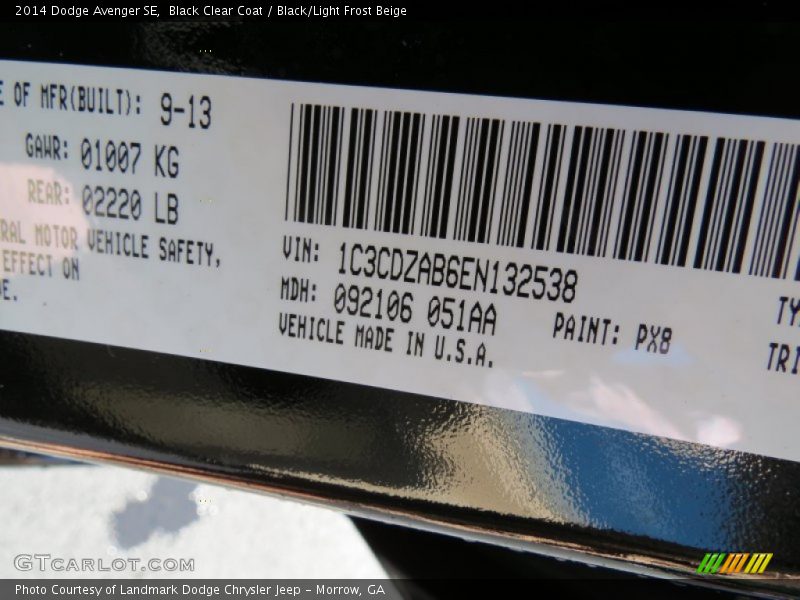 2014 Dodge Avenger SE,  Black Clear Coat / Black/Light Frost Beige
E OF MFR(BUILT): 9-13
GAWR: 01007 KG
REAR: 02220 LB
RAL MOTOR VEHICLE SAFETY,
EFFECT ON
E.
VIN: 1C3CDZAB6EN132538
MDH: 092106 051AA
PAINT: PX8
VEHICLE MADE IN U.S.A.
TY
TRI
GTCARLOT.COM
Photo Courtesy of Landmark Dodge Chrysler Jeep – Morrow, GA